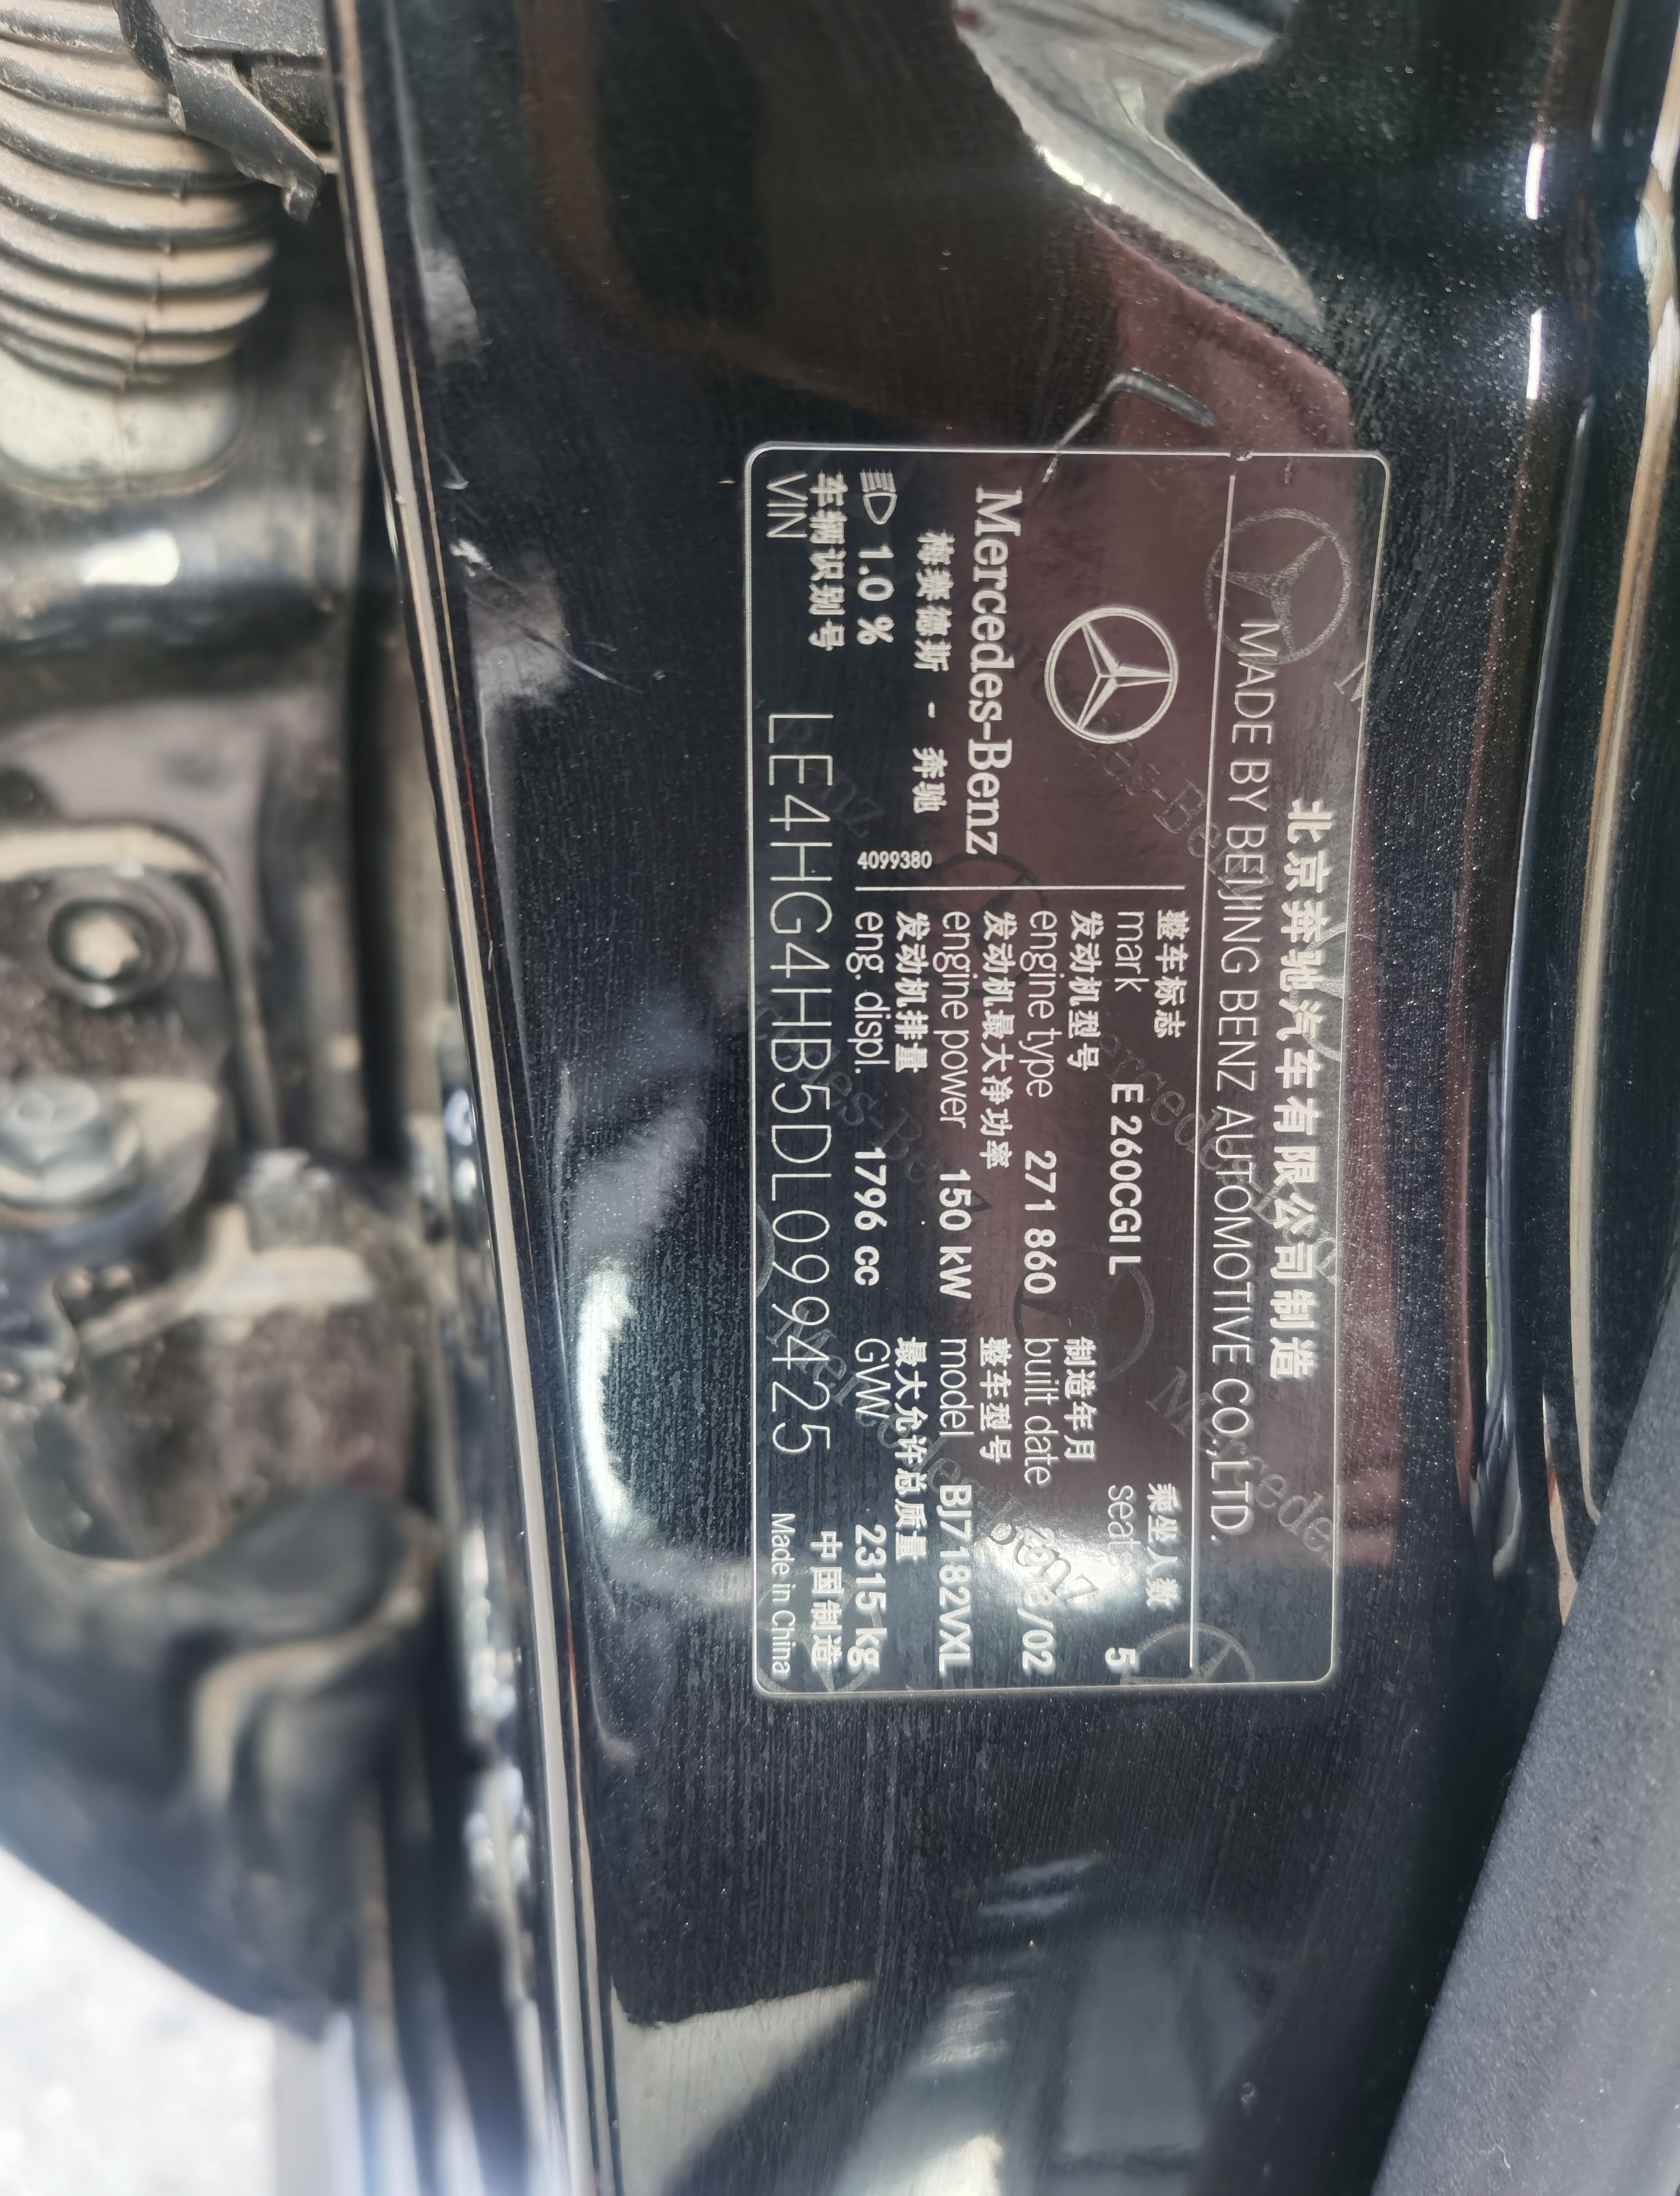 北京奔驰汽车有限公司制造
MADE BY BEIJING BENZ AUTOMOTIVE CO.,LTD.
Mercedes-Benz
梅赛德斯 - 奔驰
1.0 %
4099380
整车标志
mark E 260CGI L
乘坐人数
seats 5
发动机型号
engine type 271 860
制造年月
built date 2013/02
发动机最大净功率
engine power 150 kW
整车型号
model BJ7182VXL
发动机排量
eng. displ. 1796 cc
最大允许总质量
GVW 2315 kg
车辆识别号
VIN LE4HG4HB5DL099425
中国制造
Made in China